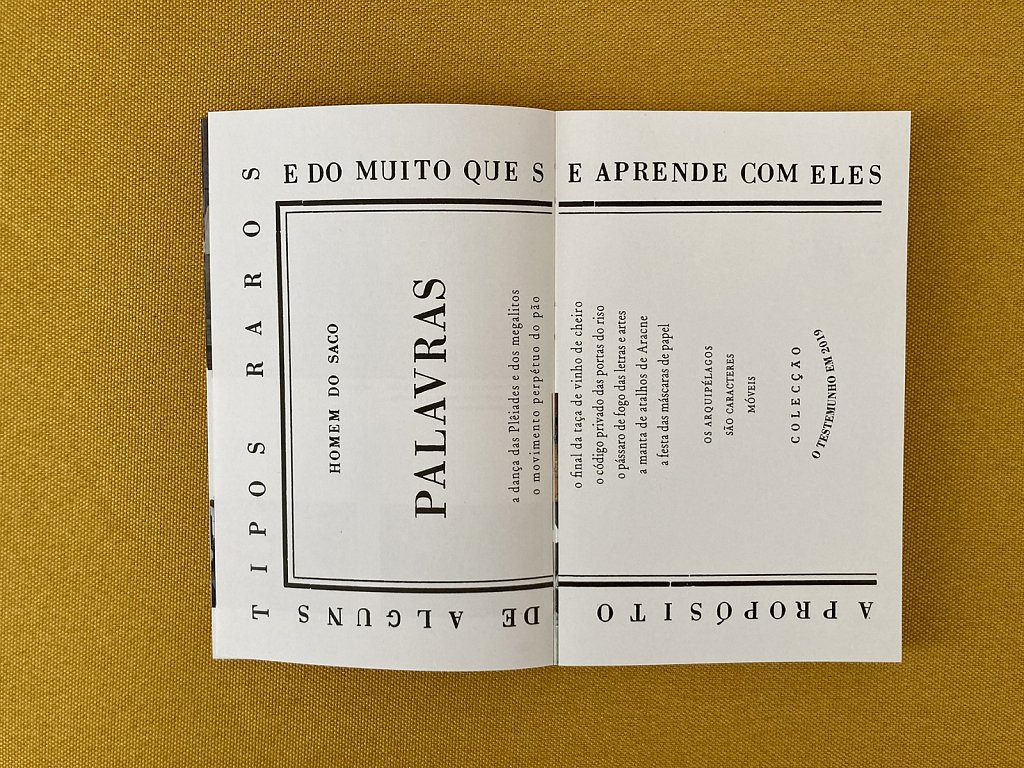 A PROPÓSITO DE ALGUNS
TIPOS RAROS
E DO MUITO QUE SE APRENDE COM ELES
HOMEM DO SACO
PALAVRAS
a dança das Plêiades e dos megalitos
o movimento perpétuo do pão
o final da taça de vinho de cheiro
o código privado das portas do riso
o pássaro de fogo das letras e artes
a manta de atalhos de Aracne
a festa das máscaras de papel
OS ARQUIPÉLAGOS
SÃO CARACTERES
MÓVEIS
COLECÇÃO
O TESTEMUNHO EM 2019